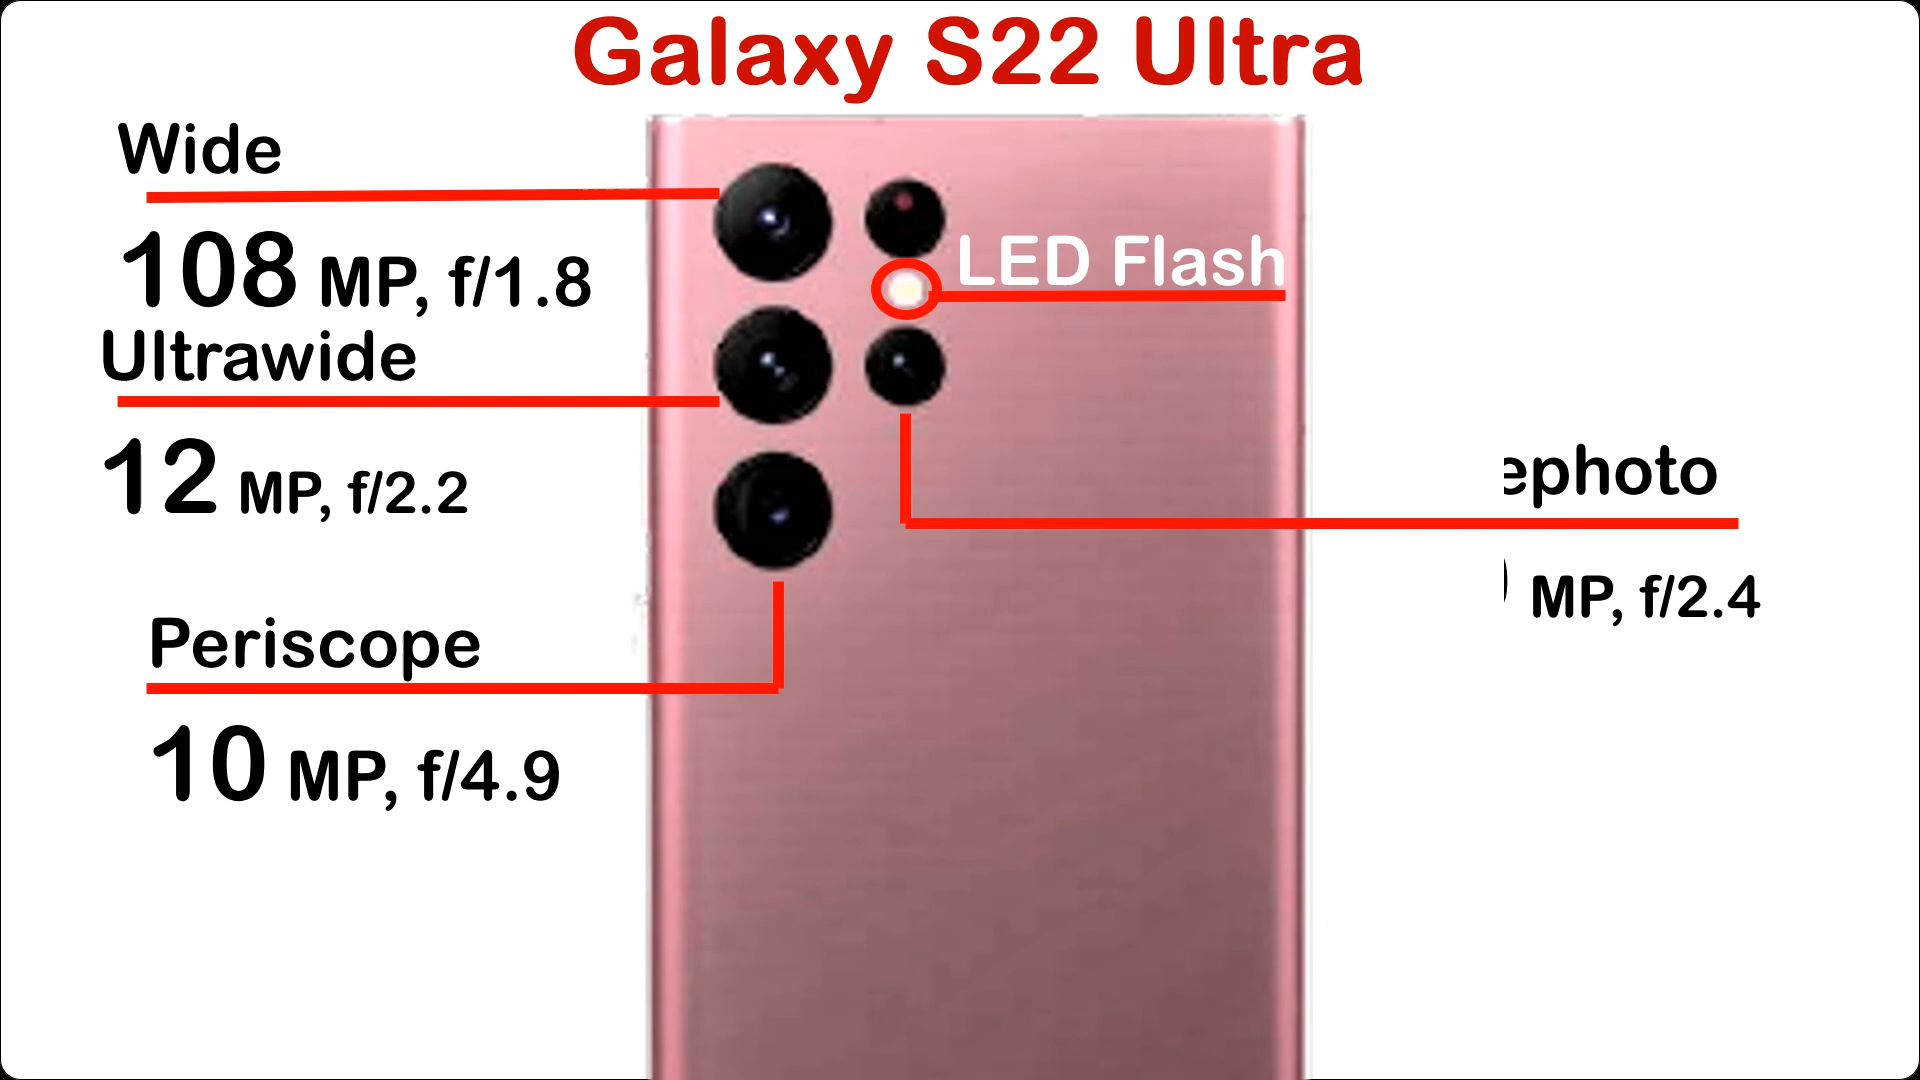 Galaxy S22 Ultra
Wide
108 MP, f/1.8
LED Flash
Ultrawide
12 MP, f/2.2
ephoto
MP, f/2.4
Periscope
10 MP, f/4.9